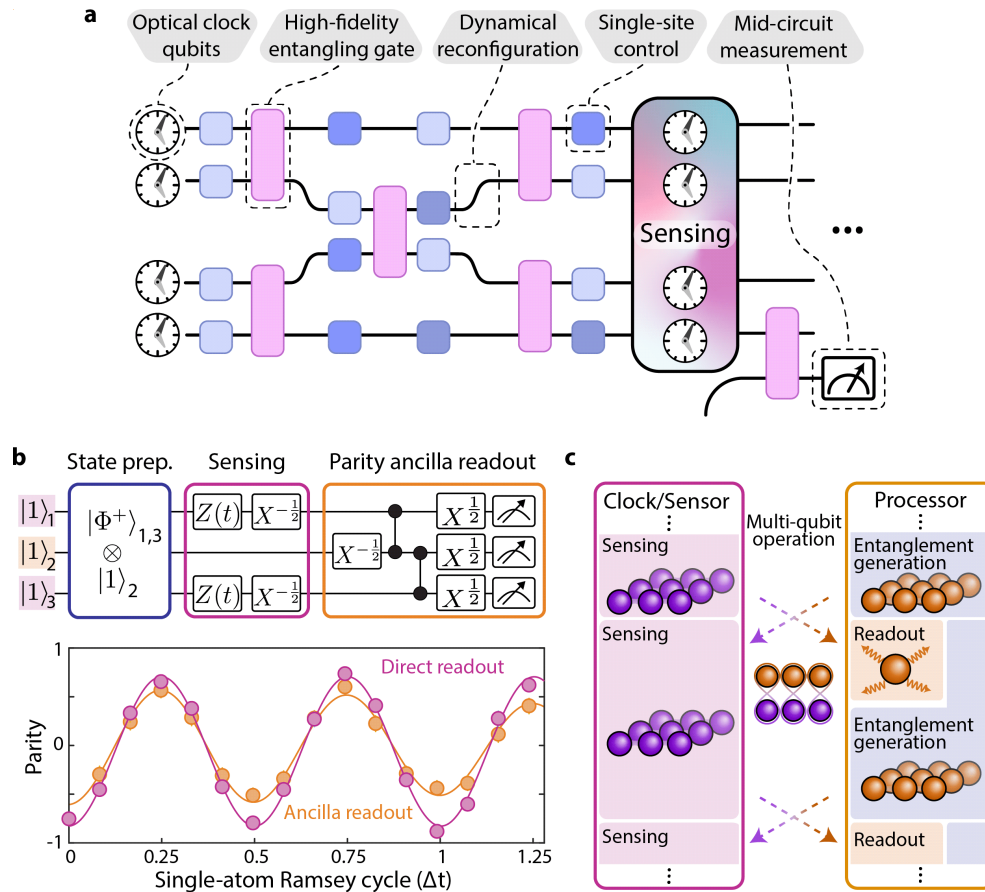 a
Optical clock
qubits
High-fidelity
entangling gate
Dynamical
reconfiguration
Single-site
control
Mid-circuit
measurement
Sensing
...
b
State prep.
Sensing
Parity ancilla readout
|1⟩₁
|1⟩₂
|1⟩₃
|Φ⁺⟩₁,₃
⊗
|1⟩₂
Z(t) X^{-1/2}
Z(t) X^{-1/2}
X^{-1/2}
X^{1/2}
X^{1/2}
X^{1/2}
Parity
1
0
-1
Direct readout
Ancilla readout
0 0.25 0.5 0.75 1 1.25
Single-atom Ramsey cycle (Δt)
c
Clock/Sensor
Sensing
Sensing
Sensing
Multi-qubit
operation
Processor
Entanglement
generation
Readout
Entanglement
generation
Readout